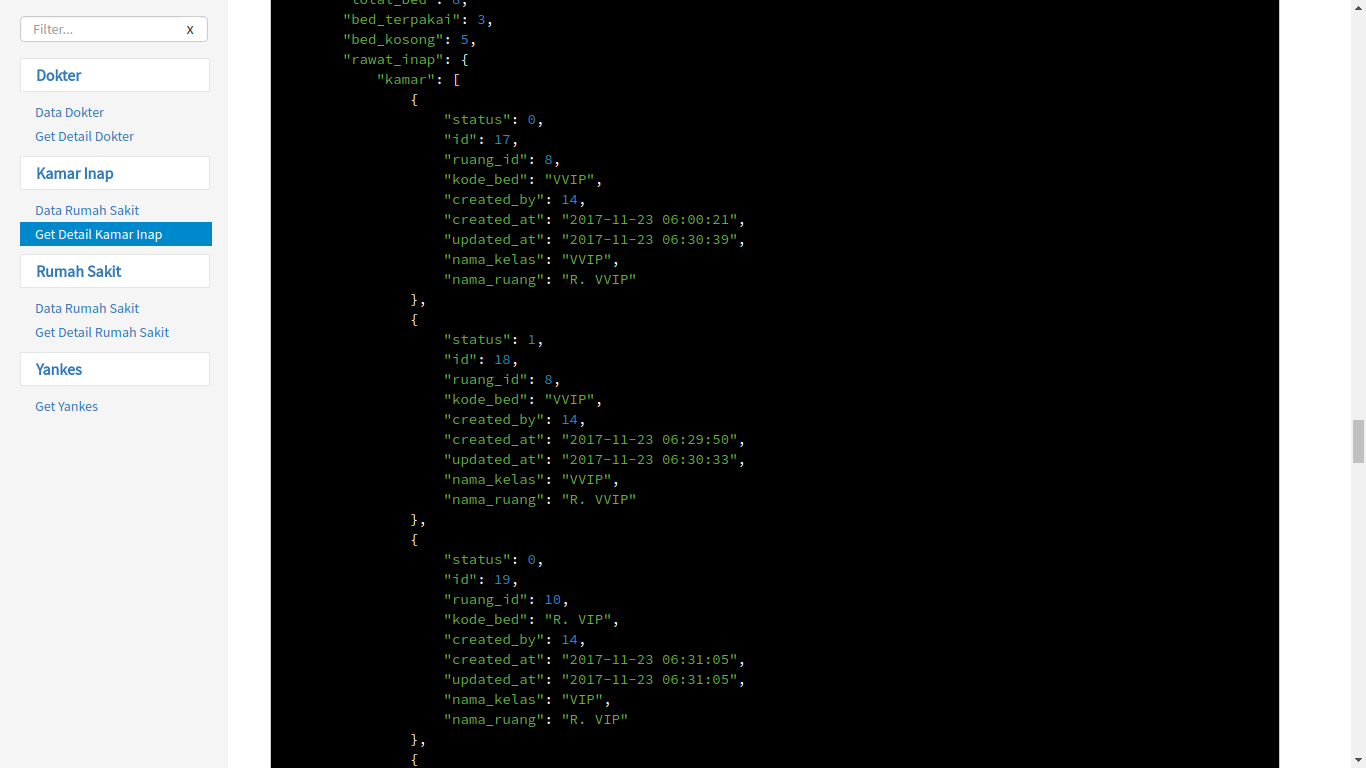 Filter...
x
Dokter
Data Dokter
Get Detail Dokter
Kamar Inap
Data Rumah Sakit
Get Detail Kamar Inap
Rumah Sakit
Data Rumah Sakit
Get Detail Rumah Sakit
Yankes
Get Yankes
"total_bed": 8,
"bed_terpakai": 3,
"bed_kosong": 5,
"rawat_inap": {
"kamar": [
{
"status": 0,
"id": 17,
"ruang_id": 8,
"kode_bed": "VVIP",
"created_by": 14,
"created_at": "2017-11-23 06:00:21",
"updated_at": "2017-11-23 06:30:39",
"nama_kelas": "VVIP",
"nama_ruang": "R. VVIP"
},
{
"status": 1,
"id": 18,
"ruang_id": 8,
"kode_bed": "VVIP",
"created_by": 14,
"created_at": "2017-11-23 06:29:50",
"updated_at": "2017-11-23 06:30:33",
"nama_kelas": "VVIP",
"nama_ruang": "R. VVIP"
},
{
"status": 0,
"id": 19,
"ruang_id": 10,
"kode_bed": "R. VIP",
"created_by": 14,
"created_at": "2017-11-23 06:31:05",
"updated_at": "2017-11-23 06:31:05",
"nama_kelas": "VIP",
"nama_ruang": "R. VIP"
},
{